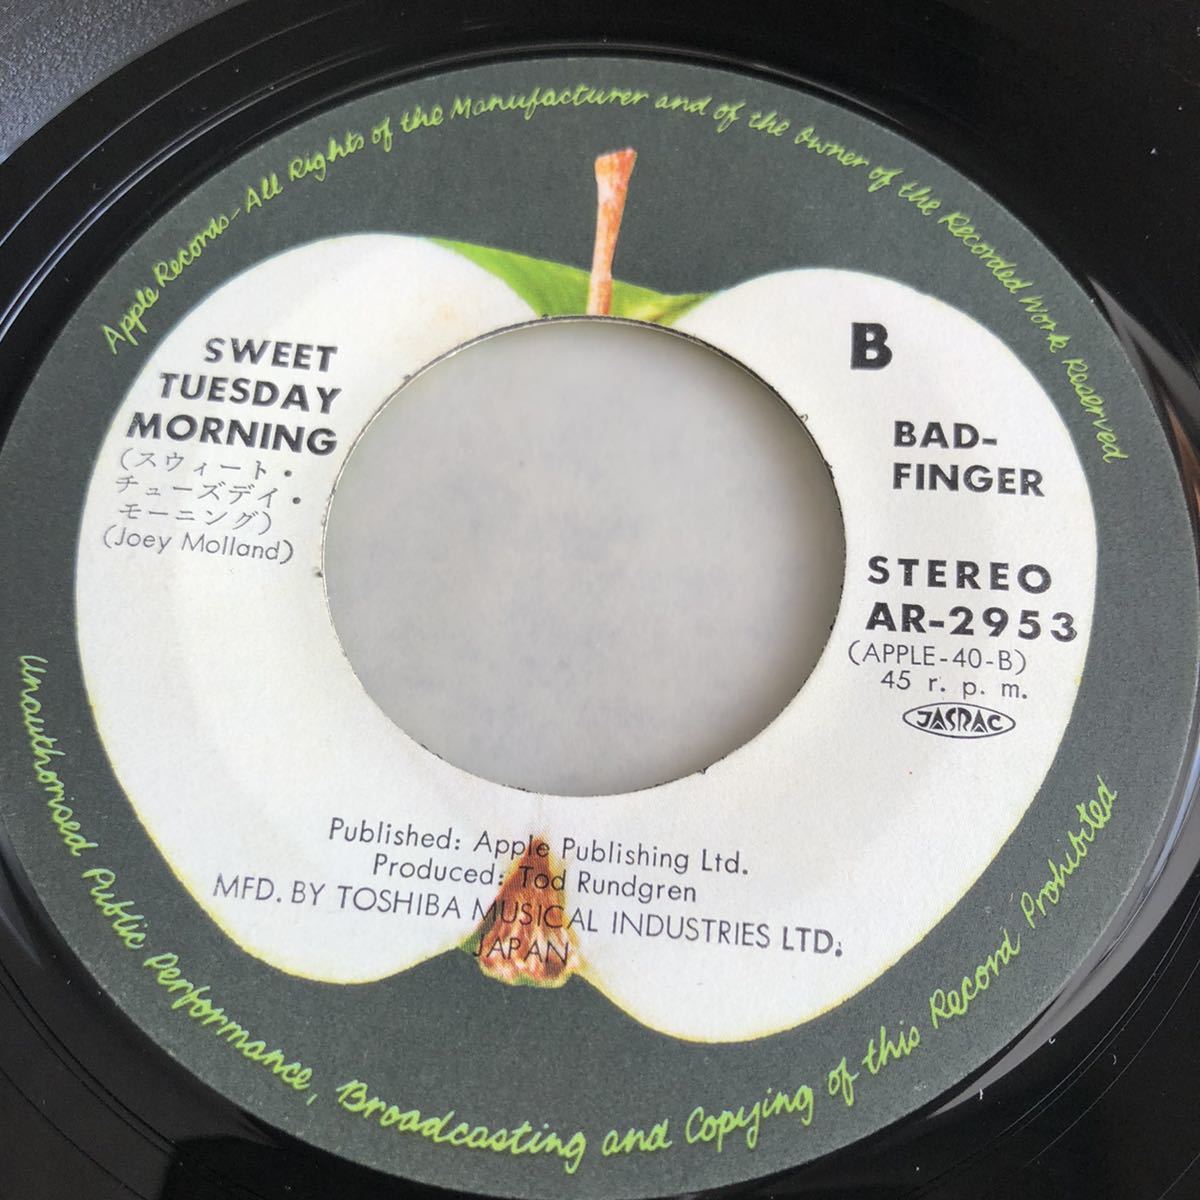 Apple Records-All Rights of the Manufacturer and of the Owner of the Recorded Work Reserved
SWEET
TUESDAY
MORNING
(スウィート・
チューズデイ・
モーニング)
(Joey Molland)
B
BAD-
FINGER
STEREO
AR-2953
(APPLE-40-B)
45 r. p. m.
JASRAC
Published: Apple Publishing Ltd.
Produced: Tod Rundgren
MFD. BY TOSHIBA MUSICAL INDUSTRIES LTD.
JAPAN
Unauthorised Public Performance, Broadcasting and Copying of this Record Prohibited